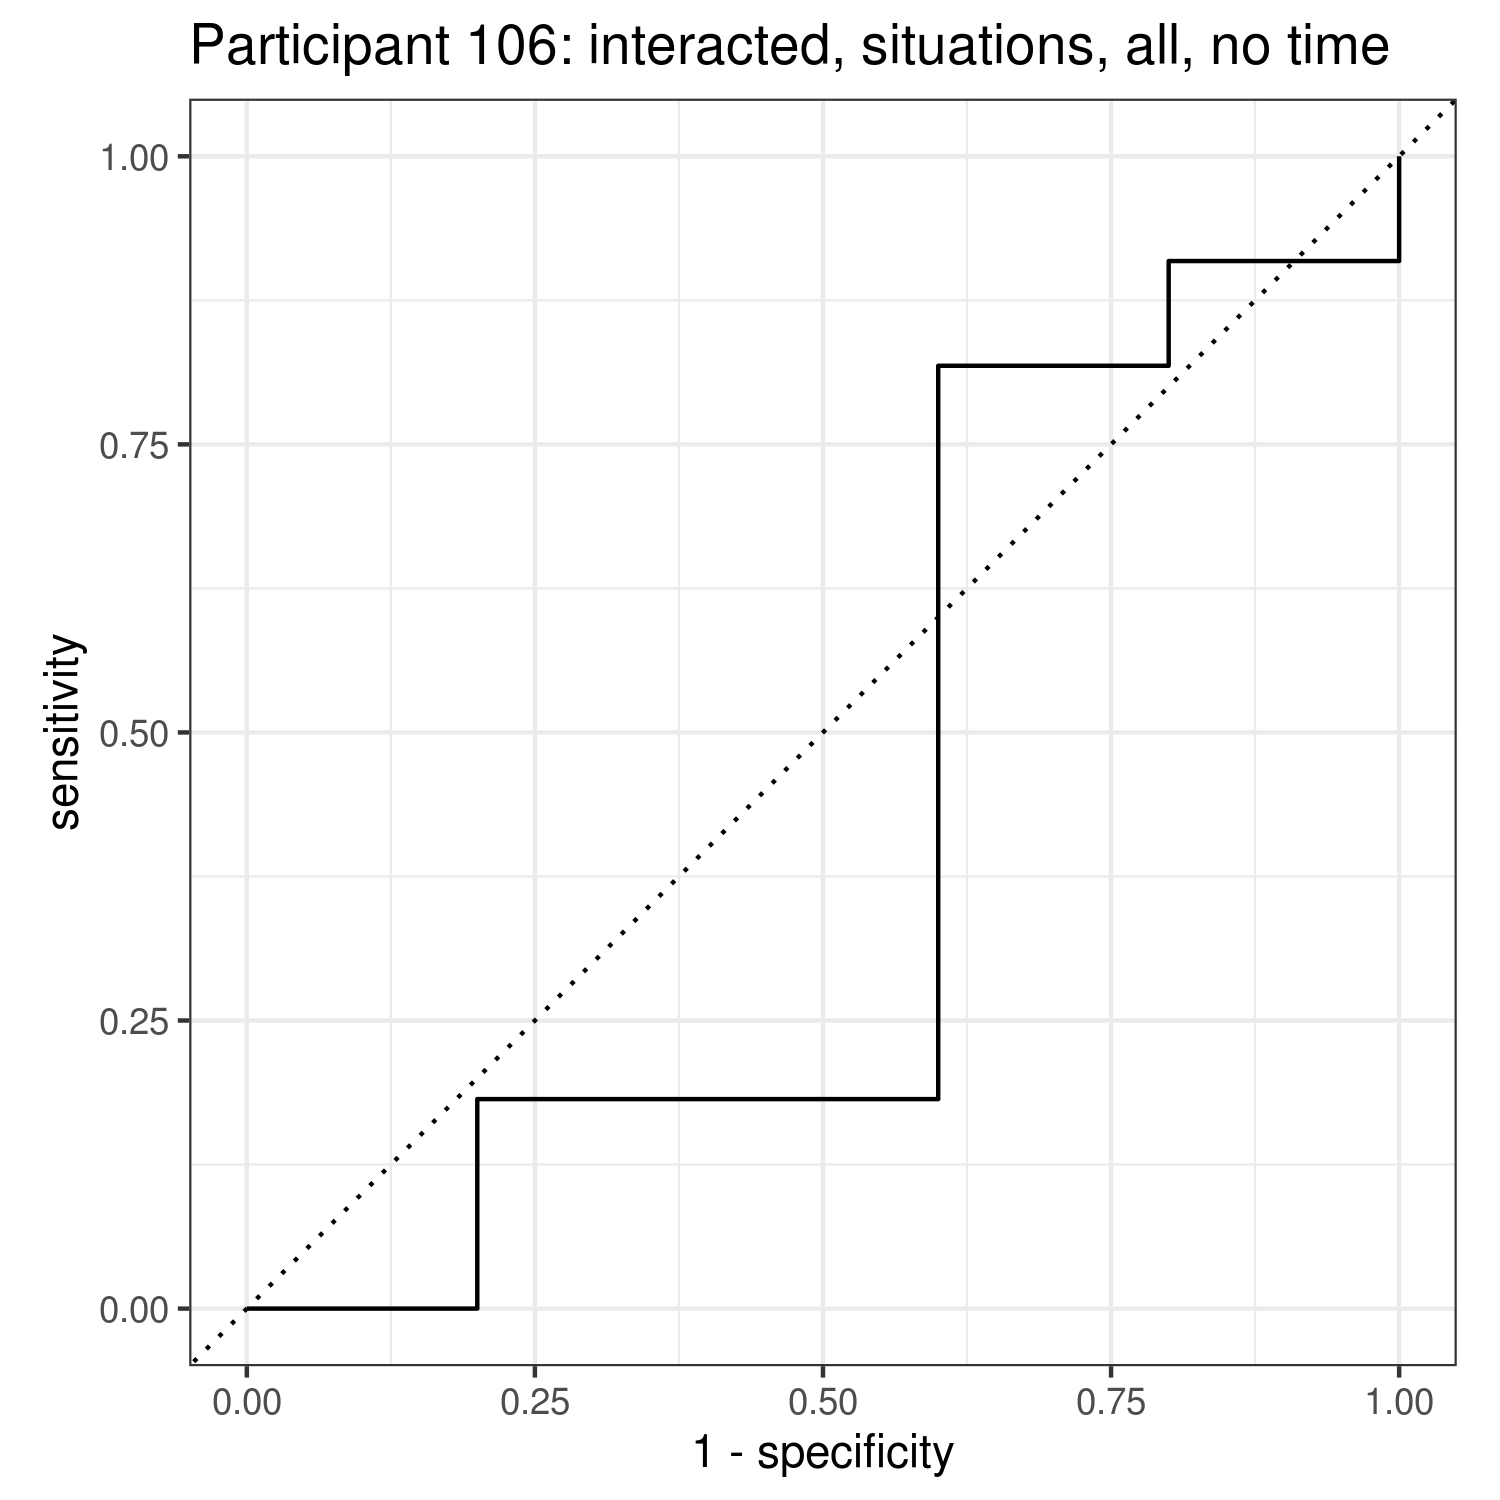 Participant 106: interacted, situations, all, no time
1.00
0.75
0.50
0.25
0.00
sensitivity
0.00 0.25 0.50 0.75 1.00
1 - specificity